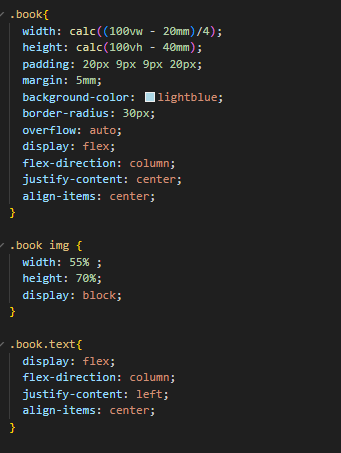 .book{
width: calc((100vw - 20mm)/4);
height: calc(100vh - 40mm);
padding: 20px 9px 9px 20px;
margin: 5mm;
background-color: lightblue;
border-radius: 30px;
overflow: auto;
display: flex;
flex-direction: column;
justify-content: center;
align-items: center;
}
.book img {
width: 55% ;
height: 70%;
display: block;
}
.book.text{
display: flex;
flex-direction: column;
justify-content: left;
align-items: center;
}